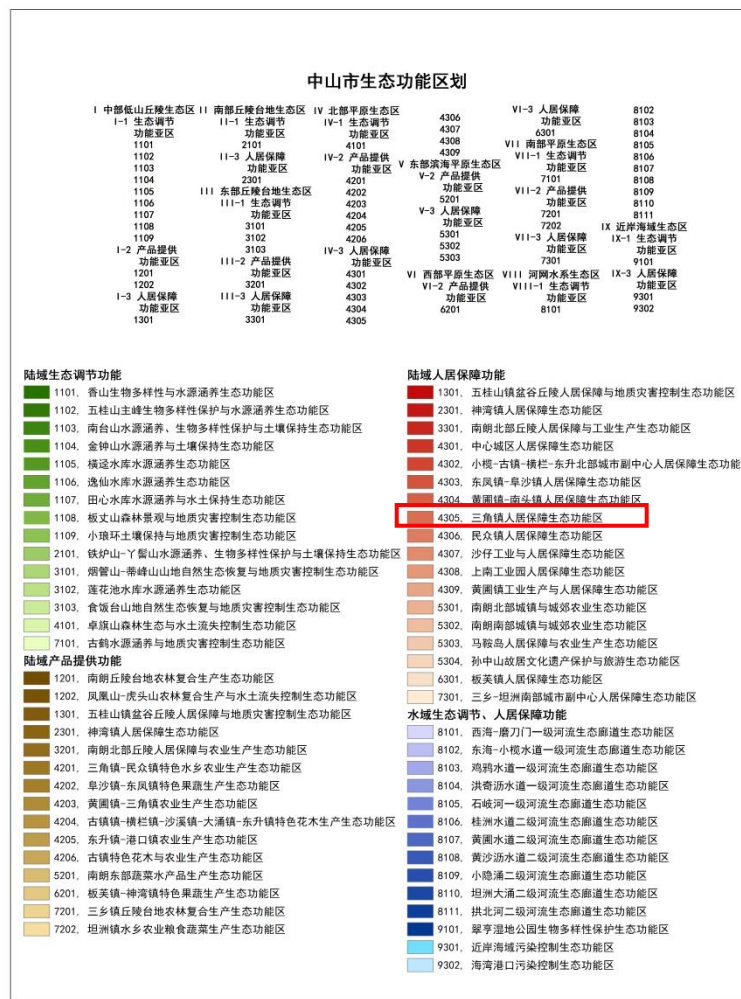 中山市生态功能区划
I 中部低山丘陵生态区
I-1 生态调节
功能亚区
1101
1102
1103
1104
1105
1106
1107
1108
1109
I-2 产品提供
功能亚区
1201
1202
I-3 人居保障
功能亚区
1301
II 南部丘陵台地生态区
II-1 生态调节
功能亚区
2101
II-3 人居保障
功能亚区
2301
III 东部丘陵台地生态区
III-1 生态调节
功能亚区
3101
3102
3103
III-2 产品提供
功能亚区
3201
III-3 人居保障
功能亚区
3301
IV 北部平原生态区
IV-1 生态调节
功能亚区
4101
IV-2 产品提供
功能亚区
4201
4202
4203
4204
4205
4206
IV-3 人居保障
功能亚区
4301
4302
4303
4304
4305
4306
4307
4308
4309
V 东部滨海平原生态区
V-2 产品提供
功能亚区
5201
V-3 人居保障
功能亚区
5301
5302
5303
VI 西部平原生态区
VI-2 产品提供
功能亚区
6201
VI-3 人居保障
功能亚区
6301
VII 南部平原生态区
VII-1 生态调节
功能亚区
7101
VII-2 产品提供
功能亚区
7201
7202
VII-3 人居保障
功能亚区
7301
VIII 河网水系生态区
VIII-1 生态调节
功能亚区
8101
8102
8103
8104
8105
8106
8107
8108
8109
8110
8111
IX 近岸海域生态区
IX-1 生态调节
功能亚区
9101
IX-3 人居保障
功能亚区
9301
9302
陆域生态调节功能
1101, 香山生物多样性与水源涵养生态功能区
1102, 五桂山主峰生物多样性保护与水源涵养生态功能区
1103, 南台山水源涵养、生物多样性保护与土壤保持生态功能区
1104, 金钟山水源涵养与土壤保持生态功能区
1105, 横迳水库水源涵养生态功能区
1106, 逸仙水库水源涵养生态功能区
1107, 田心水库水源涵养与水土保持生态功能区
1108, 板丈山森林景观与地质灾害控制生态功能区
1109, 小琅环土壤保持与地质灾害控制生态功能区
2101, 铁炉山-丫髻山水源涵养、生物多样性保护与土壤保持生态功能区
3101, 烟管山-蒂峰山山地自然生态恢复与地质灾害控制生态功能区
3102, 莲花池水库水源涵养生态功能区
3103, 食饭台山地自然生态恢复与地质灾害控制生态功能区
4101, 卓旗山森林生态与水土流失控制生态功能区
7101, 古鹤水源涵养与地质灾害控制生态功能区
陆域产品提供功能
1201, 南朗丘陵台地农林复合生产生态功能区
1202, 凤凰山-虎头山农林复合生产与水土流失控制生态功能区
1301, 五桂山镇盆谷丘陵人居保障与地质灾害控制生态功能区
2301, 神湾镇人居保障生态功能区
3201, 南朗北部丘陵人居保障与农业生产生态功能区
4201, 三角镇-民众镇特色水乡农业生产生态功能区
4202, 阜沙镇-东凤镇特色果蔬生产生态功能区
4203, 黄圃镇-三角镇农业生产生态功能区
4204, 古镇镇-横栏镇-沙溪镇-大涌镇-东升镇特色花木生产生态功能区
4205, 东升镇-港口镇农业生产生态功能区
4206, 古镇特色花木与农业生产生态功能区
5201, 南朗东部蔬菜水产品生产生态功能区
6201, 板芙镇-神湾镇特色果蔬生产生态功能区
7201, 三乡镇丘陵台地农林复合生产生态功能区
7202, 坦洲镇水乡农业粮食蔬菜生产生态功能区
陆域人居保障功能
1301, 五桂山镇盆谷丘陵人居保障与地质灾害控制生态功能区
2301, 神湾镇人居保障生态功能区
3301, 南朗北部丘陵人居保障与工业生产生态功能区
4301, 中心城区人居保障生态功能区
4302, 小榄-古镇-横栏-东升北部城市副中心人居保障生态功能
4303, 东凤镇-阜沙镇人居保障生态功能区
4304, 黄圃镇-南头镇人居保障生态功能区
4305, 三角镇人居保障生态功能区
4306, 民众镇人居保障生态功能区
4307, 沙仔工业与人居保障生态功能区
4308, 上南工业园人居保障生态功能区
4309, 黄圃镇工业生产与人居保障生态功能区
5301, 南朗北部城镇与城郊农业生态功能区
5302, 南朗南部城镇与城郊农业生态功能区
5303, 马鞍岛人居保障与农业生产生态功能区
5304, 孙中山故居文化遗产保护与旅游生态功能区
6301, 板芙镇人居保障生态功能区
7301, 三乡-坦洲南部城市副中心人居保障生态功能区
水域生态调节、人居保障功能
8101, 西海-磨刀门一级河流生态廊道生态功能区
8102, 东海-小榄水道一级河流生态廊道生态功能区
8103, 鸡鸦水道一级河流生态廊道生态功能区
8104, 洪奇沥水道一级河流生态廊道生态功能区
8105, 石岐河一级河流生态廊道生态功能区
8106, 桂洲水道二级河流生态廊道生态功能区
8107, 黄圃水道二级河流生态廊道生态功能区
8108, 黄沙沥水道二级河流生态廊道生态功能区
8109, 小隐涌二级河流生态廊道生态功能区
8110, 坦洲大涌二级河流生态廊道生态功能区
8111, 拱北河二级河流生态廊道生态功能区
9101, 翠亨湿地公园生物多样性保护生态功能区
9301, 近岸海域污染控制生态功能区
9302, 海湾港口污染控制生态功能区